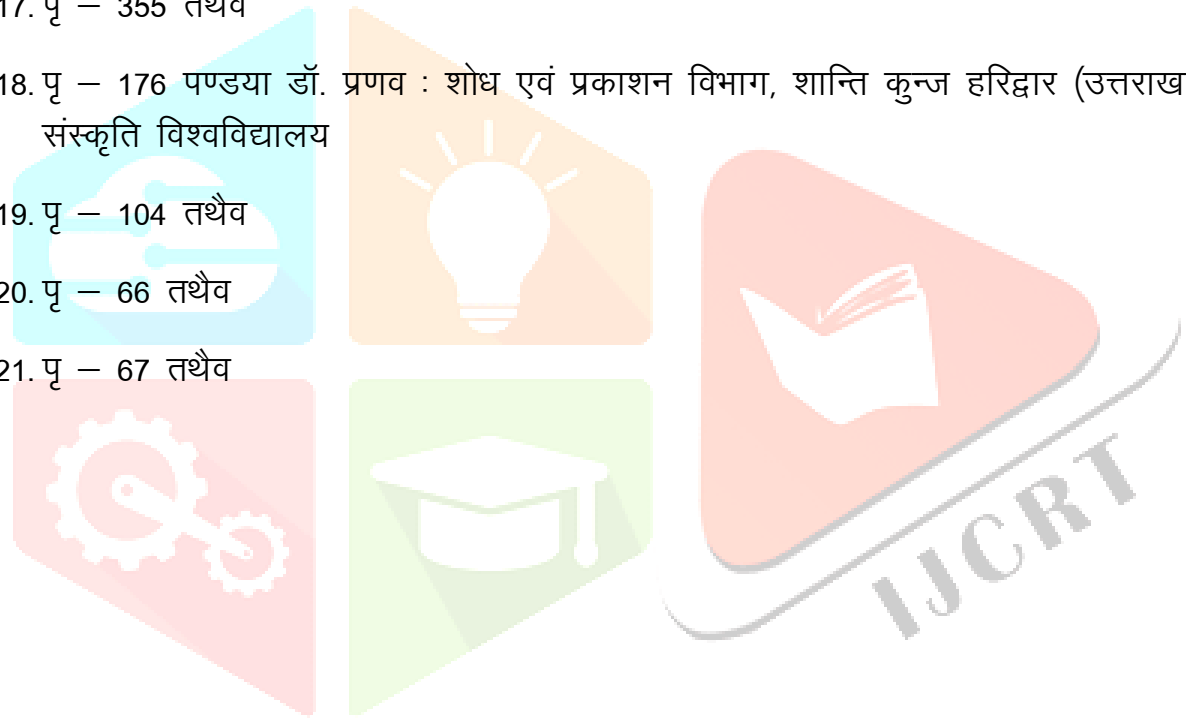 17. पृ – 355 तथैव
18. पृ – 176 पण्डया डॉ. प्रणव : शोध एवं प्रकाशन विभाग, शान्ति कुन्ज हरिद्वार (उत्तराख
संस्कृति विश्वविद्यालय
19. पृ – 104 तथैव
20. पृ – 66 तथैव
21. पृ – 67 तथैव
IJCRT